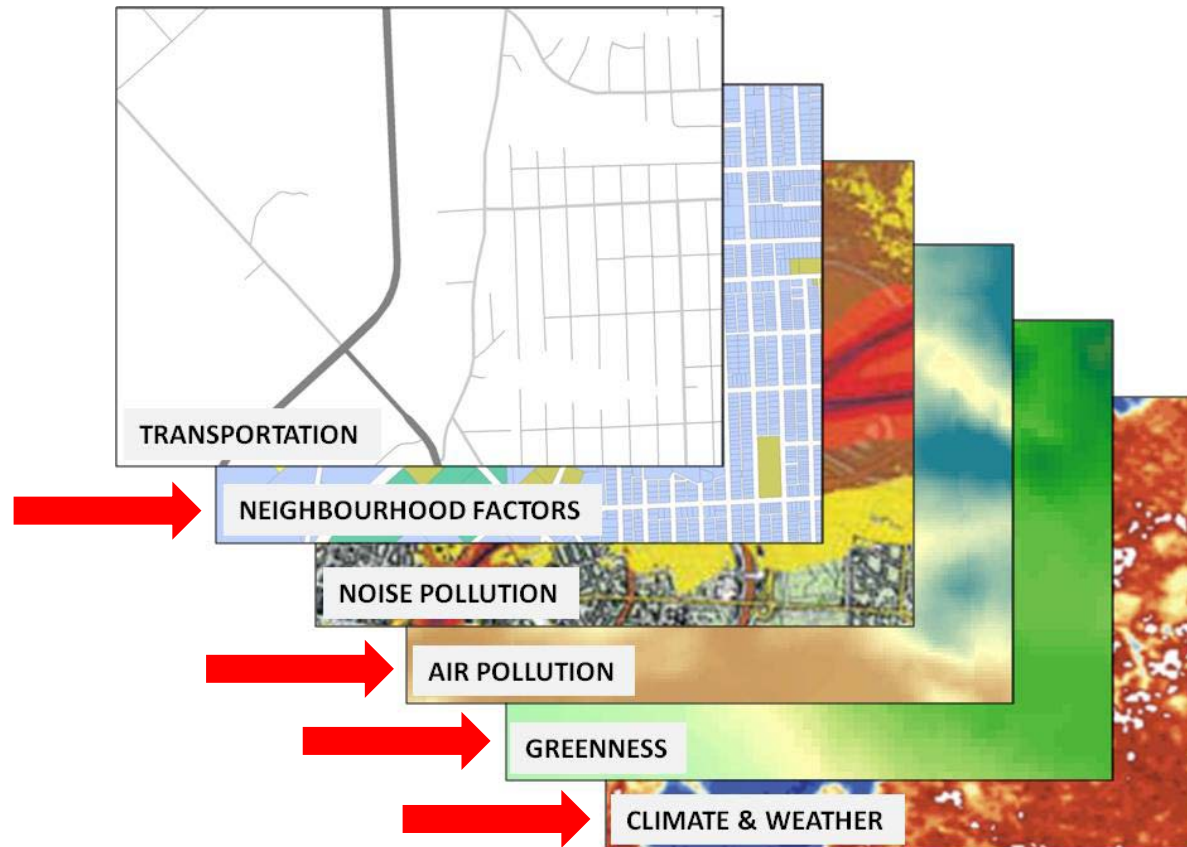 TRANSPORTATION
NEIGHBOURHOOD FACTORS
NOISE POLLUTION
AIR POLLUTION
GREENNESS
CLIMATE & WEATHER